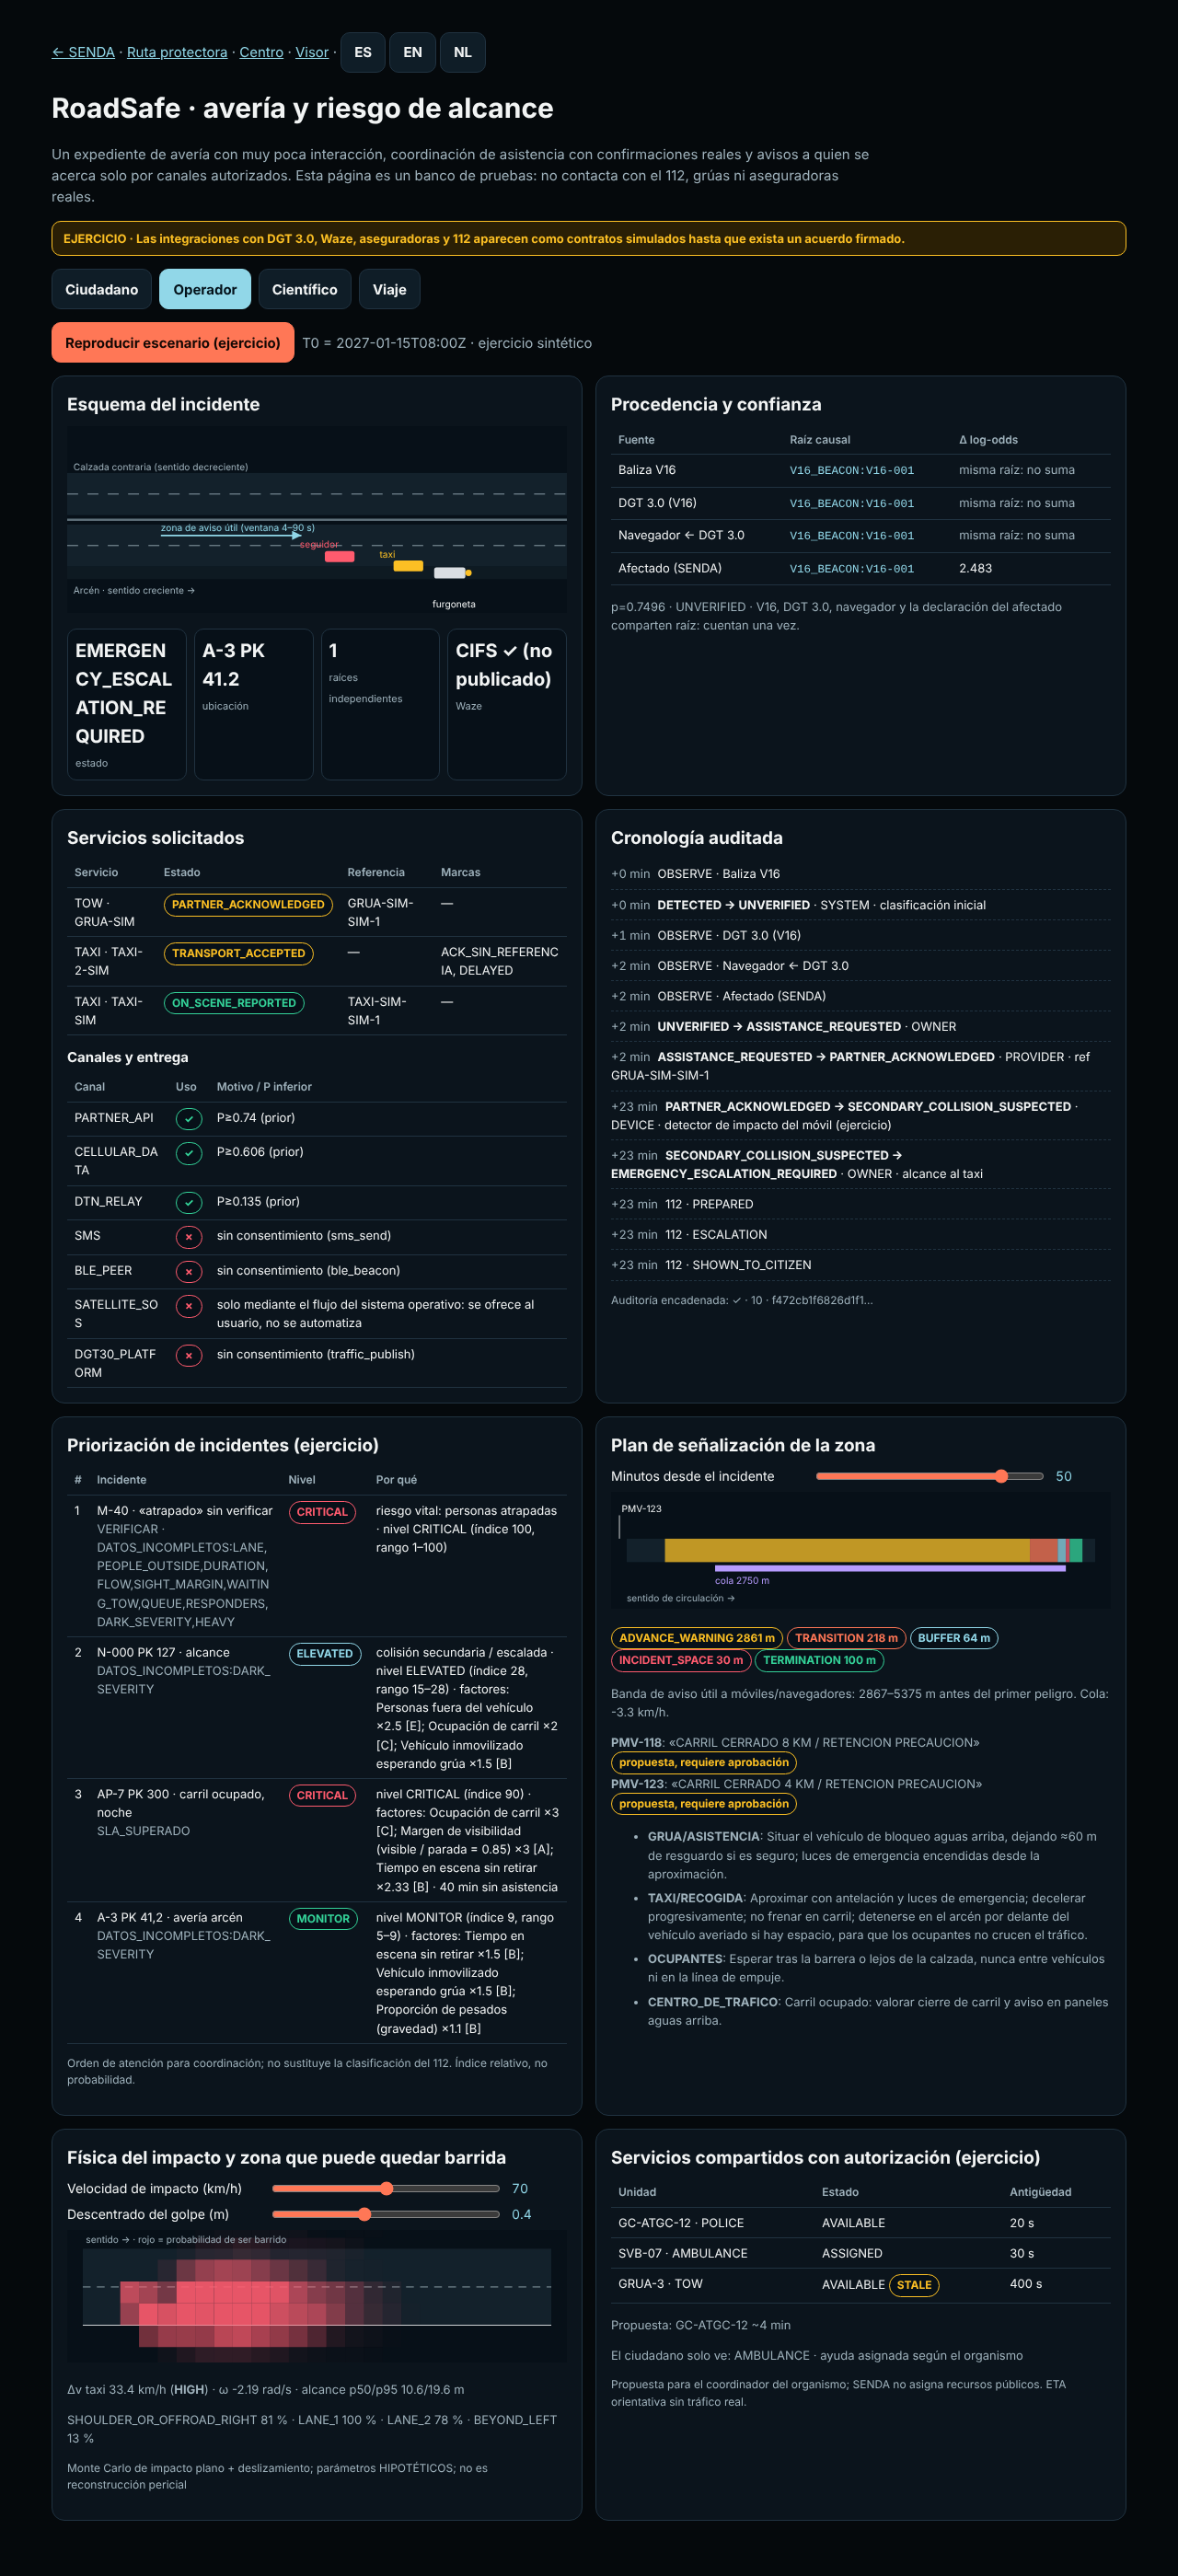 ← SENDA · Ruta protectora · Centro · Visor · ES EN NL
RoadSafe · avería y riesgo de alcance
Un expediente de avería con muy poca interacción, coordinación de asistencia con confirmaciones reales y avisos a quien se
acerca solo por canales autorizados. Esta página es un banco de pruebas: no contacta con el 112, grúas ni aseguradoras
reales.
EJERCICIO · Las integraciones con DGT 3.0, Waze, aseguradoras y 112 aparecen como contratos simulados hasta que exista un acuerdo firmado.
Ciudadano Operador Científico Viaje
Reproducir escenario (ejercicio) T0 = 2027-01-15T08:00Z · ejercicio sintético
Esquema del incidente
Calzada contraria (sentido decreciente)
zona de aviso útil (ventana 4–90 s)
seguidor
taxi
Arcén · sentido creciente →
furgoneta
EMERGEN
CY_ESCAL
ATION_RE
QUIRED
estado
A-3 PK
41.2
ubicación
1
raíces
independientes
CIFS ✓ (no
publicado)
Waze
Procedencia y confianza
Fuente Raíz causal Δ log-odds
Baliza V16 V16_BEACON:V16-001 misma raíz: no suma
DGT 3.0 (V16) V16_BEACON:V16-001 misma raíz: no suma
Navegador ← DGT 3.0 V16_BEACON:V16-001 misma raíz: no suma
Afectado (SENDA) V16_BEACON:V16-001 2.483
p=0.7496 · UNVERIFIED · V16, DGT 3.0, navegador y la declaración del afectado
comparten raíz: cuentan una vez.
Servicios solicitados
Servicio Estado Referencia Marcas
TOW · PARTNER_ACKNOWLEDGED GRUA-SIM- —
GRUA-SIM SIM-1
TAXI · TAXI- TRANSPORT_ACCEPTED — ACK_SIN_REFERENC
2-SIM IA, DELAYED
TAXI · TAXI- ON_SCENE_REPORTED TAXI-SIM- —
SIM SIM-1
Canales y entrega
Canal Uso Motivo / P inferior
PARTNER_API ✓ P≥0.74 (prior)
CELLULAR_DA ✓ P≥0.606 (prior)
TA
DTN_RELAY ✓ P≥0.135 (prior)
SMS × sin consentimiento (sms_send)
BLE_PEER × sin consentimiento (ble_beacon)
SATELLITE_SO × solo mediante el flujo del sistema operativo: se ofrece al
S usuario, no se automatiza
DGT30_PLATF × sin consentimiento (traffic_publish)
ORM
Cronología auditada
+0 min OBSERVE · Baliza V16
+0 min DETECTED → UNVERIFIED · SYSTEM · clasificación inicial
+1 min OBSERVE · DGT 3.0 (V16)
+2 min OBSERVE · Navegador ← DGT 3.0
+2 min OBSERVE · Afectado (SENDA)
+2 min UNVERIFIED → ASSISTANCE_REQUESTED · OWNER
+2 min ASSISTANCE_REQUESTED → PARTNER_ACKNOWLEDGED · PROVIDER · ref
GRUA-SIM-SIM-1
+23 min PARTNER_ACKNOWLEDGED → SECONDARY_COLLISION_SUSPECTED ·
DEVICE · detector de impacto del móvil (ejercicio)
+23 min SECONDARY_COLLISION_SUSPECTED →
EMERGENCY_ESCALATION_REQUIRED · OWNER · alcance al taxi
+23 min 112 · PREPARED
+23 min 112 · ESCALATION
+23 min 112 · SHOWN_TO_CITIZEN
Auditoría encadenada: ✓ · 10 · f472cb1f6826d1f1…
Priorización de incidentes (ejercicio)
# Incidente Nivel Por qué
1 M-40 · «atrapado» sin verificar CRITICAL riesgo vital: personas atrapadas
VERIFICAR · · nivel CRITICAL (índice 100,
DATOS_INCOMPLETOS:LANE, rango 1–100)
PEOPLE_OUTSIDE,DURATION,
FLOW,SIGHT_MARGIN,WAITIN
G_TOW,QUEUE,RESPONDERS,
DARK_SEVERITY,HEAVY
2 N-000 PK 127 · alcance ELEVATED colisión secundaria / escalada ·
DATOS_INCOMPLETOS:DARK_ nivel ELEVATED (índice 28,
SEVERITY rango 15–28) · factores:
Personas fuera del vehículo
×2.5 [E]; Ocupación de carril ×2
[C]; Vehículo inmovilizado
esperando grúa ×1.5 [B]
3 AP-7 PK 300 · carril ocupado, CRITICAL nivel CRITICAL (índice 90) ·
noche factores: Ocupación de carril ×3
SLA_SUPERADO [C]; Margen de visibilidad
(visible / parada = 0.85) ×3 [A];
Tiempo en escena sin retirar
×2.33 [B] · 40 min sin asistencia
4 A-3 PK 41,2 · avería arcén MONITOR nivel MONITOR (índice 9, rango
DATOS_INCOMPLETOS:DARK_ 5–9) · factores: Tiempo en
SEVERITY escena sin retirar ×1.5 [B];
Vehículo inmovilizado
esperando grúa ×1.5 [B];
Proporción de pesados
(gravedad) ×1.1 [B]
Orden de atención para coordinación; no sustituye la clasificación del 112. Índice relativo, no
probabilidad.
Plan de señalización de la zona
Minutos desde el incidente 50
PMV-123
cola 2750 m
sentido de circulación →
ADVANCE_WARNING 2861 m TRANSITION 218 m BUFFER 64 m
INCIDENT_SPACE 30 m TERMINATION 100 m
Banda de aviso útil a móviles/navegadores: 2867–5375 m antes del primer peligro. Cola:
-3.3 km/h.
PMV-118: «CARRIL CERRADO 8 KM / RETENCION PRECAUCION»
propuesta, requiere aprobación
PMV-123: «CARRIL CERRADO 4 KM / RETENCION PRECAUCION»
propuesta, requiere aprobación
• GRUA/ASISTENCIA: Situar el vehículo de bloqueo aguas arriba, dejando ≈60 m
de resguardo si es seguro; luces de emergencia encendidas desde la
aproximación.
• TAXI/RECOGIDA: Aproximar con antelación y luces de emergencia; decelerar
progresivamente; no frenar en carril; detenerse en el arcén por delante del
vehículo averiado si hay espacio, para que los ocupantes no crucen el tráfico.
• OCUPANTES: Esperar tras la barrera o lejos de la calzada, nunca entre vehículos
ni en la línea de empuje.
• CENTRO_DE_TRAFICO: Carril ocupado: valorar cierre de carril y aviso en paneles
aguas arriba.
Física del impacto y zona que puede quedar barrida
Velocidad de impacto (km/h) 70
Descentrado del golpe (m) 0.4
sentido → · rojo = probabilidad de ser barrido
Δv taxi 33.4 km/h (HIGH) · ω -2.19 rad/s · alcance p50/p95 10.6/19.6 m
SHOULDER_OR_OFFROAD_RIGHT 81 % · LANE_1 100 % · LANE_2 78 % · BEYOND_LEFT
13 %
Monte Carlo de impacto plano + deslizamiento; parámetros HIPOTÉTICOS; no es
reconstrucción pericial
Servicios compartidos con autorización (ejercicio)
Unidad Estado Antigüedad
GC-ATGC-12 · POLICE AVAILABLE 20 s
SVB-07 · AMBULANCE ASSIGNED 30 s
GRUA-3 · TOW AVAILABLE STALE 400 s
Propuesta: GC-ATGC-12 ~4 min
El ciudadano solo ve: AMBULANCE · ayuda asignada según el organismo
Propuesta para el coordinador del organismo; SENDA no asigna recursos públicos. ETA
orientativa sin tráfico real.